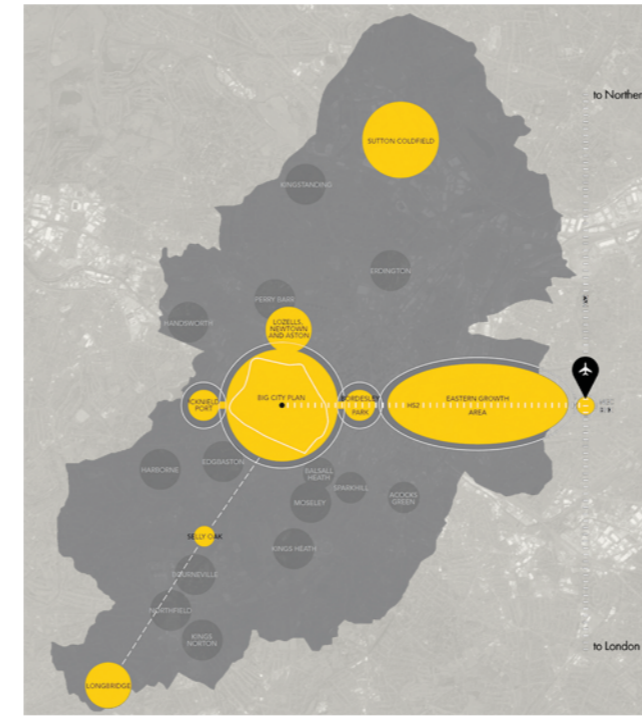 to Norther
SUTTON COLDFIELD
KINGSTANDING
ERDINGTON
PERRY BARR
HANDSWORTH
LOZELLS,
NEWTOWN
AND ASTON
ICKNIELD
PORT
BIG CITY PLAN
BORDESLEY
PARK
HS2
EASTERN GROWTH
AREA
HARBORNE
EDGBASTON
BALSALL
HEATH
SPARKHILL
MOSELEY
ACOCKS
GREEN
SELLY OAK
KINGS HEATH
BOURNEVILLE
NORTHFIELD
KINGS
NORTON
to London
LONGBRIDGE